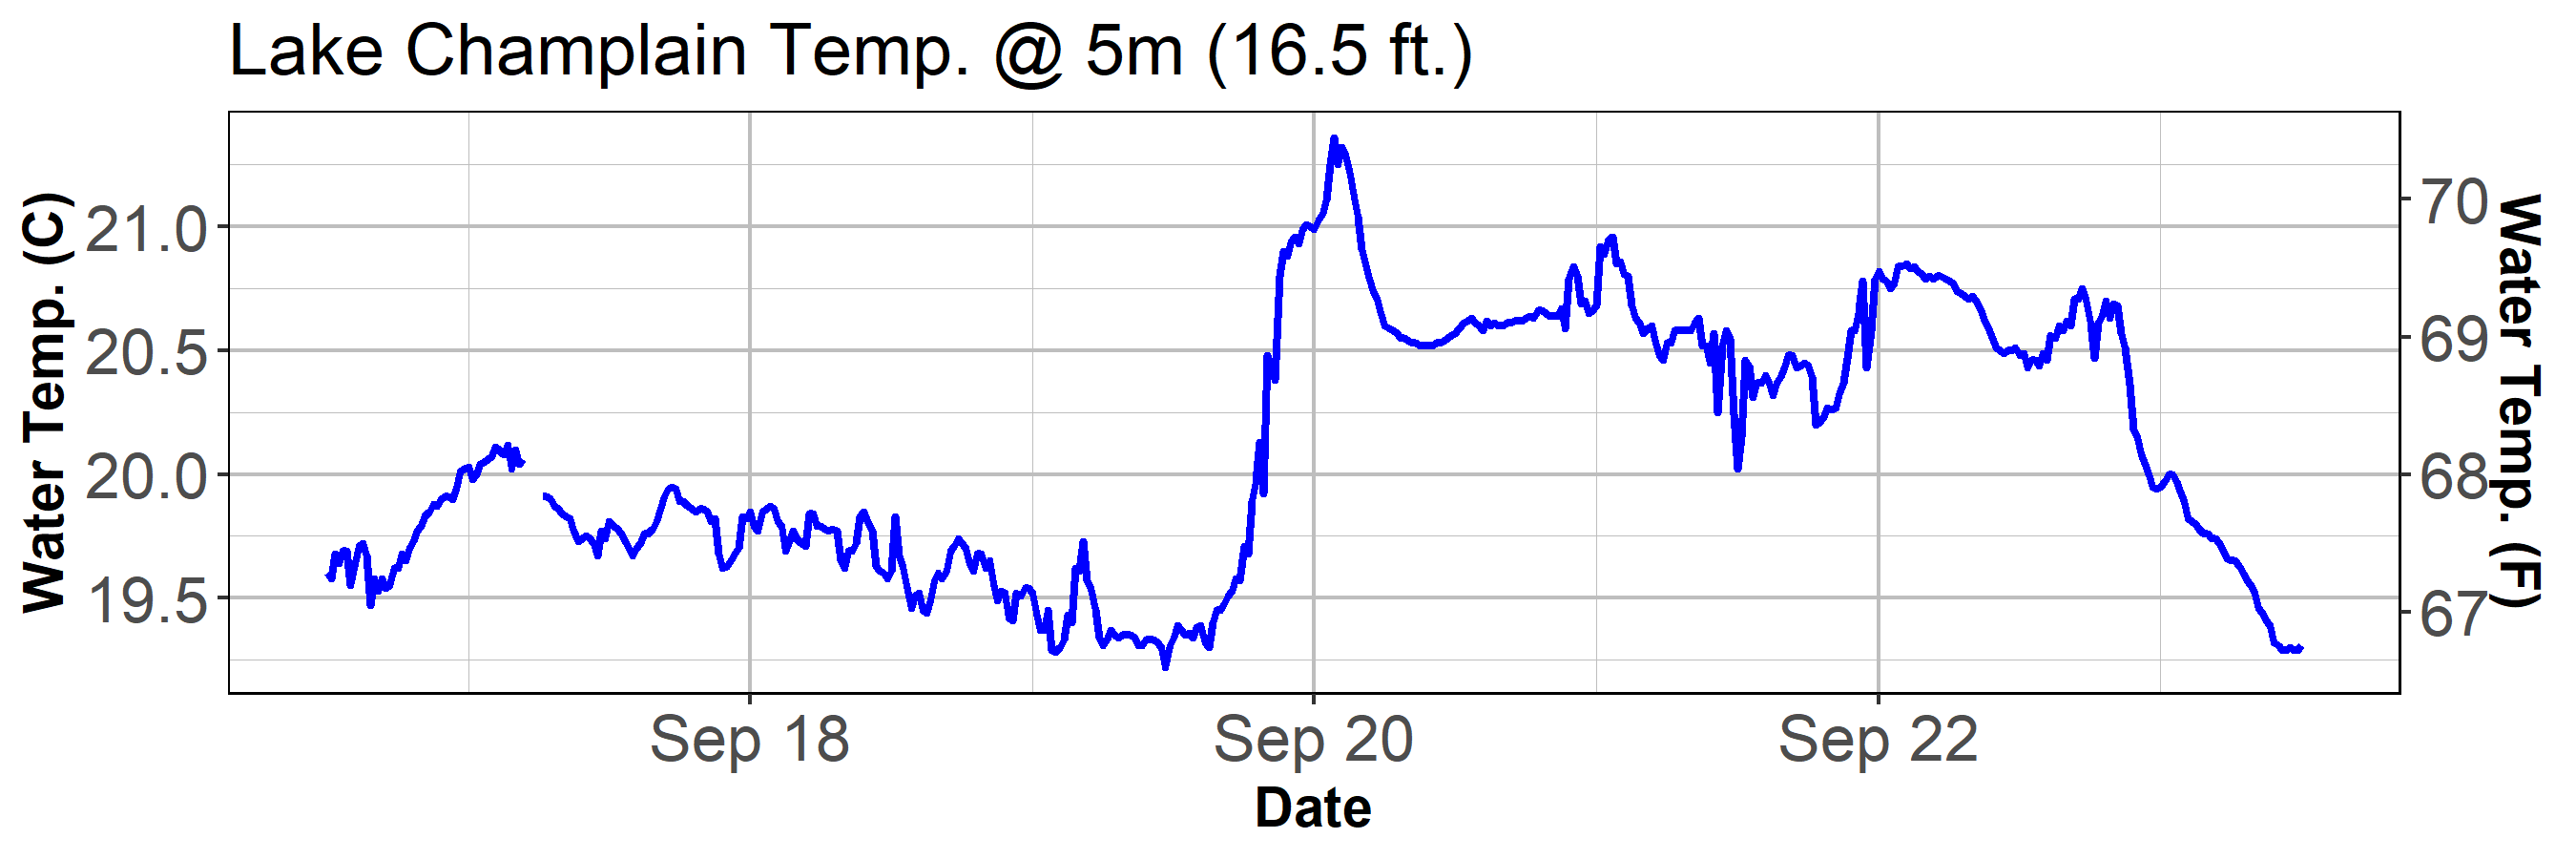 Lake Champlain Temp. @ 5m (16.5 ft.)
Water Temp. (C)
21.0
20.5
20.0
19.5
70
69
68
67
Water Temp. (F)
Sep 18 Sep 20 Sep 22
Date